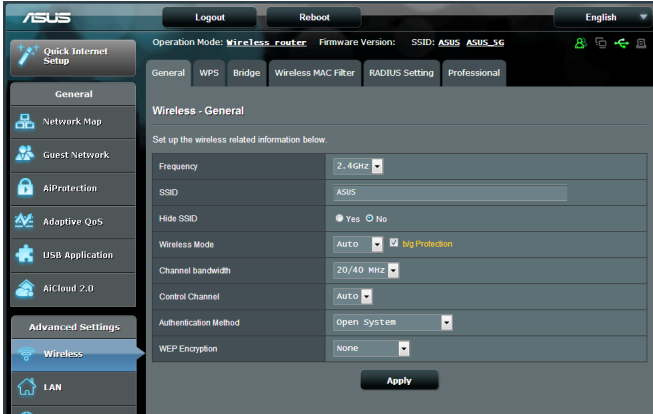 ASUS
Logout
Reboot
English
Quick Internet
Setup
Operation Mode: Wireless router Firmware Version: SSID: ASUS ASUS_5G
General
WPS
Bridge
Wireless MAC Filter
RADIUS Setting
Professional
General
Network Map
Guest Network
AiProtection
Adaptive QoS
USB Application
AiCloud 2.0
Advanced Settings
Wireless
LAN
Wireless - General
Set up the wireless related information below.
Frequency 2.4GHz
SSID ASUS
Hide SSID Yes No
Wireless Mode Auto b/g Protection
Channel bandwidth 20/40 MHz
Control Channel Auto
Authentication Method Open System
WEP Encryption None
Apply